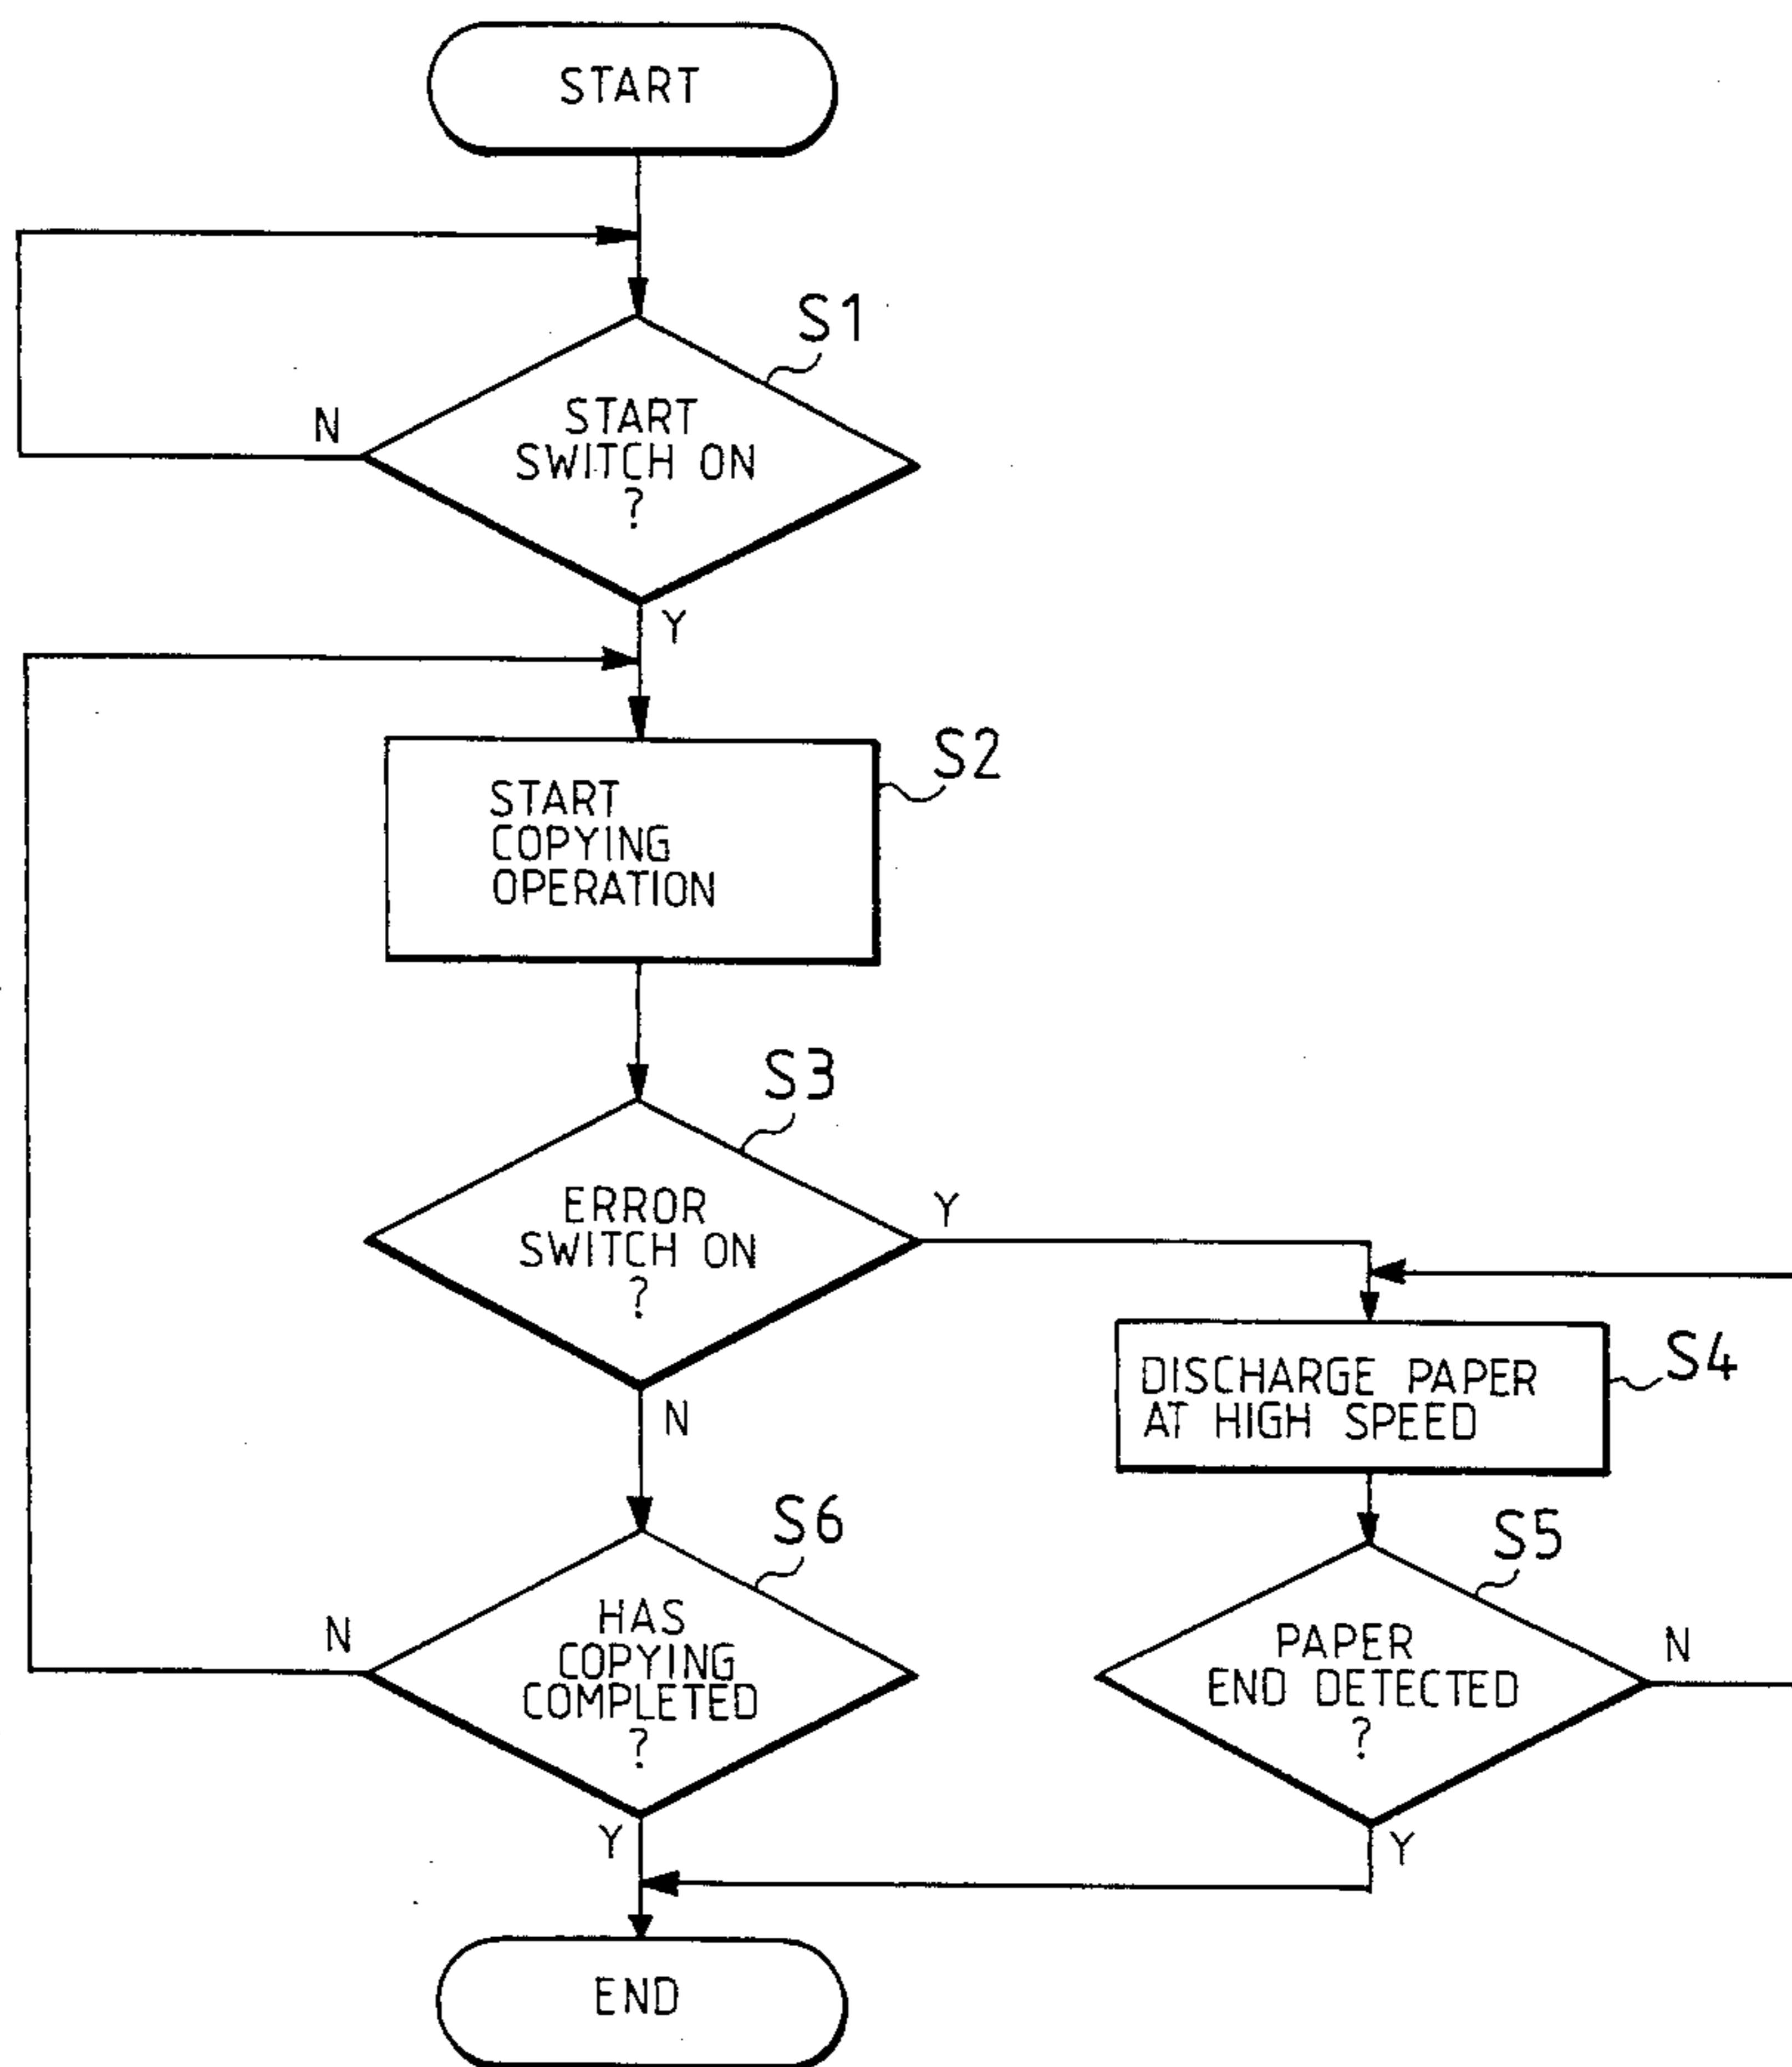 START
S1
START
SWITCH ON
?
N
Y
S2
START
COPYING
OPERATION
S3
ERROR
SWITCH ON
?
Y
N
S4
DISCHARGE PAPER
AT HIGH SPEED
S6
HAS
COPYING
COMPLETED
?
N
Y
S5
PAPER
END DETECTED
?
N
Y
END